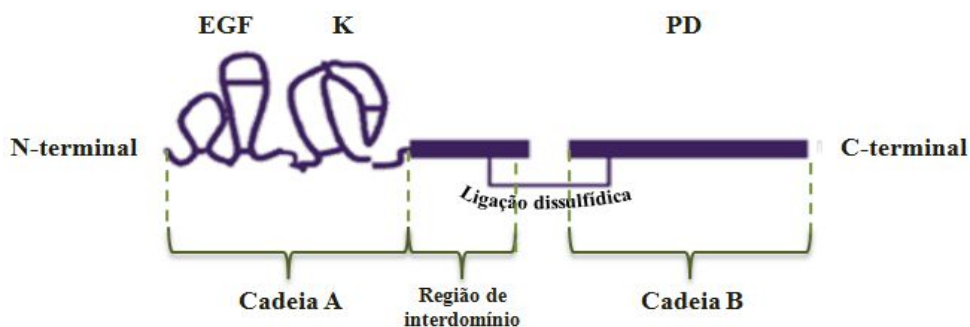 EGF K PD
N-terminal C-terminal
Ligação dissulfídica
Cadeia A Região de interdomínio Cadeia B